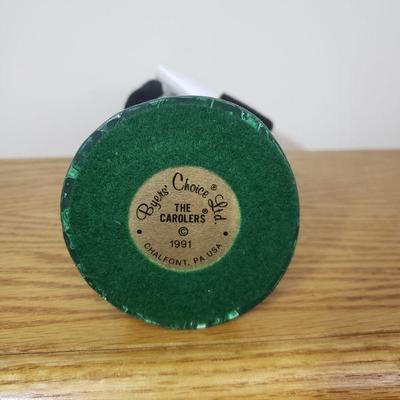 Byers' Choice® Ltd.
THE
CAROLERS®
©
1991
• CHALFONT, PA USA •